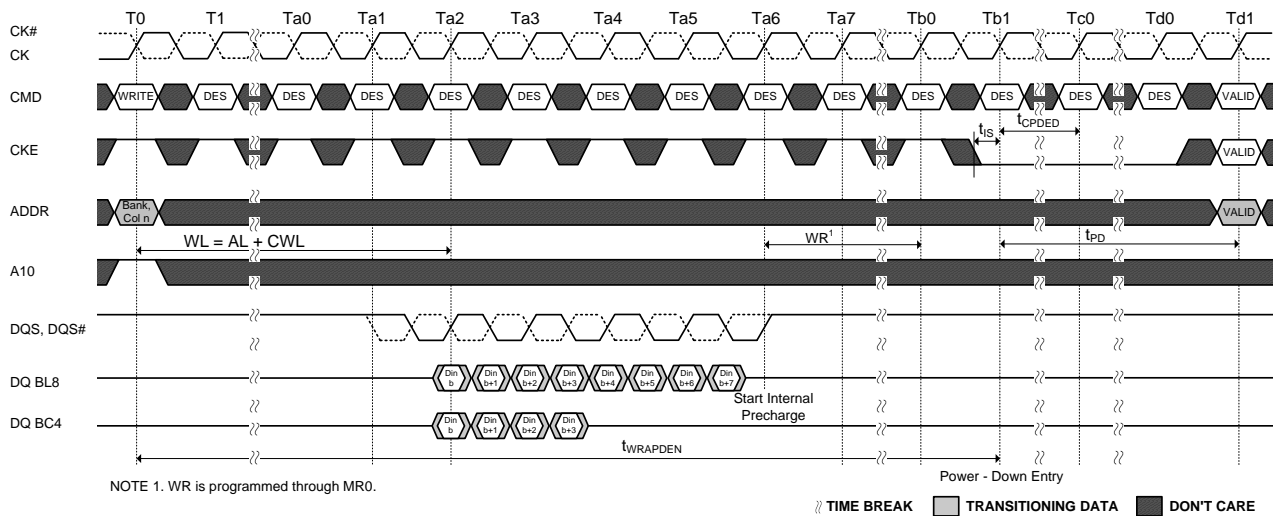 T0 T1 Ta0 Ta1 Ta2 Ta3 Ta4 Ta5 Ta6 Ta7 Tb0 Tb1 Tc0 Td0 Td1
CK#
CK
CMD WRITE DES DES DES DES DES DES DES DES DES DES DES DES DES VALID
tIS tCPDED
CKE VALID
ADDR Bank, Col n VALID
WL = AL + CWL WR1 tPD
A10
DQS, DQS#
DQ BL8 Din b Din b+1 Din b+2 Din b+3 Din b+4 Din b+5 Din b+6 Din b+7
Start Internal
Precharge
DQ BC4 Din b Din b+1 Din b+2 Din b+3
tWRAPDEN
Power - Down Entry
NOTE 1. WR is programmed through MR0.
TIME BREAK TRANSITIONING DATA DON'T CARE